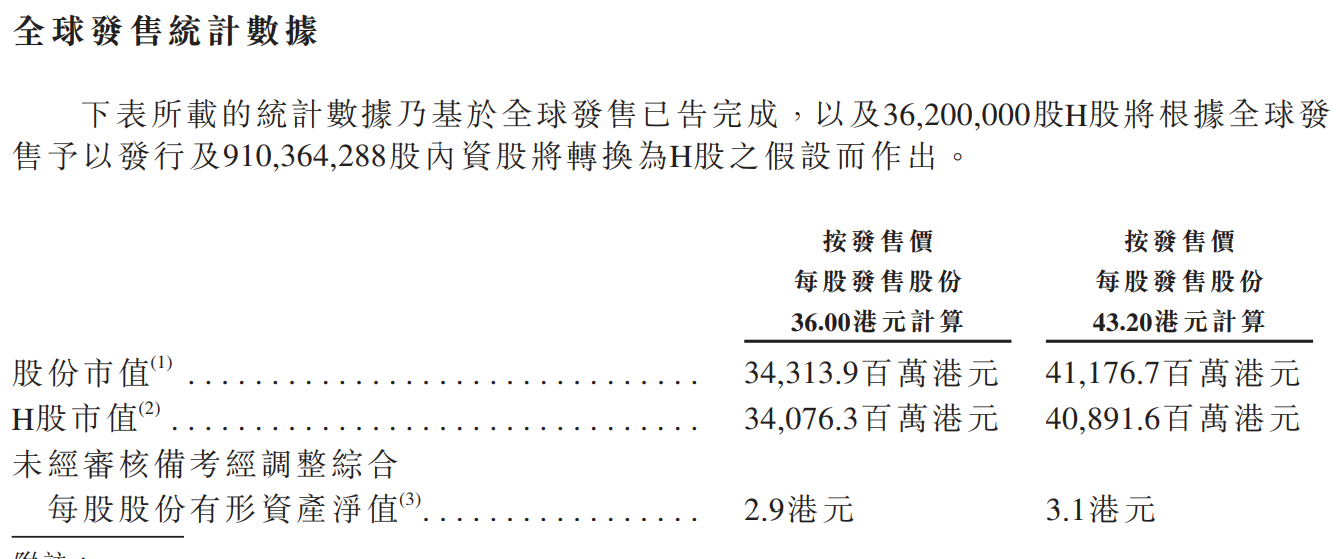 全球發售統計數據
下表所載的統計數據乃基於全球發售已告完成，以及36,200,000股H股將根據全球發
售予以發行及910,364,288股內資股將轉換為H股之假設而作出。
按發售價 按發售價
每股發售股份 每股發售股份
36.00港元計算 43.20港元計算
股份市值(1) .............................. 34,313.9百萬港元 41,176.7百萬港元
H股市值(2) ............................... 34,076.3百萬港元 40,891.6百萬港元
未經審核備考經調整綜合
每股股份有形資產淨值(3)................. 2.9港元 3.1港元